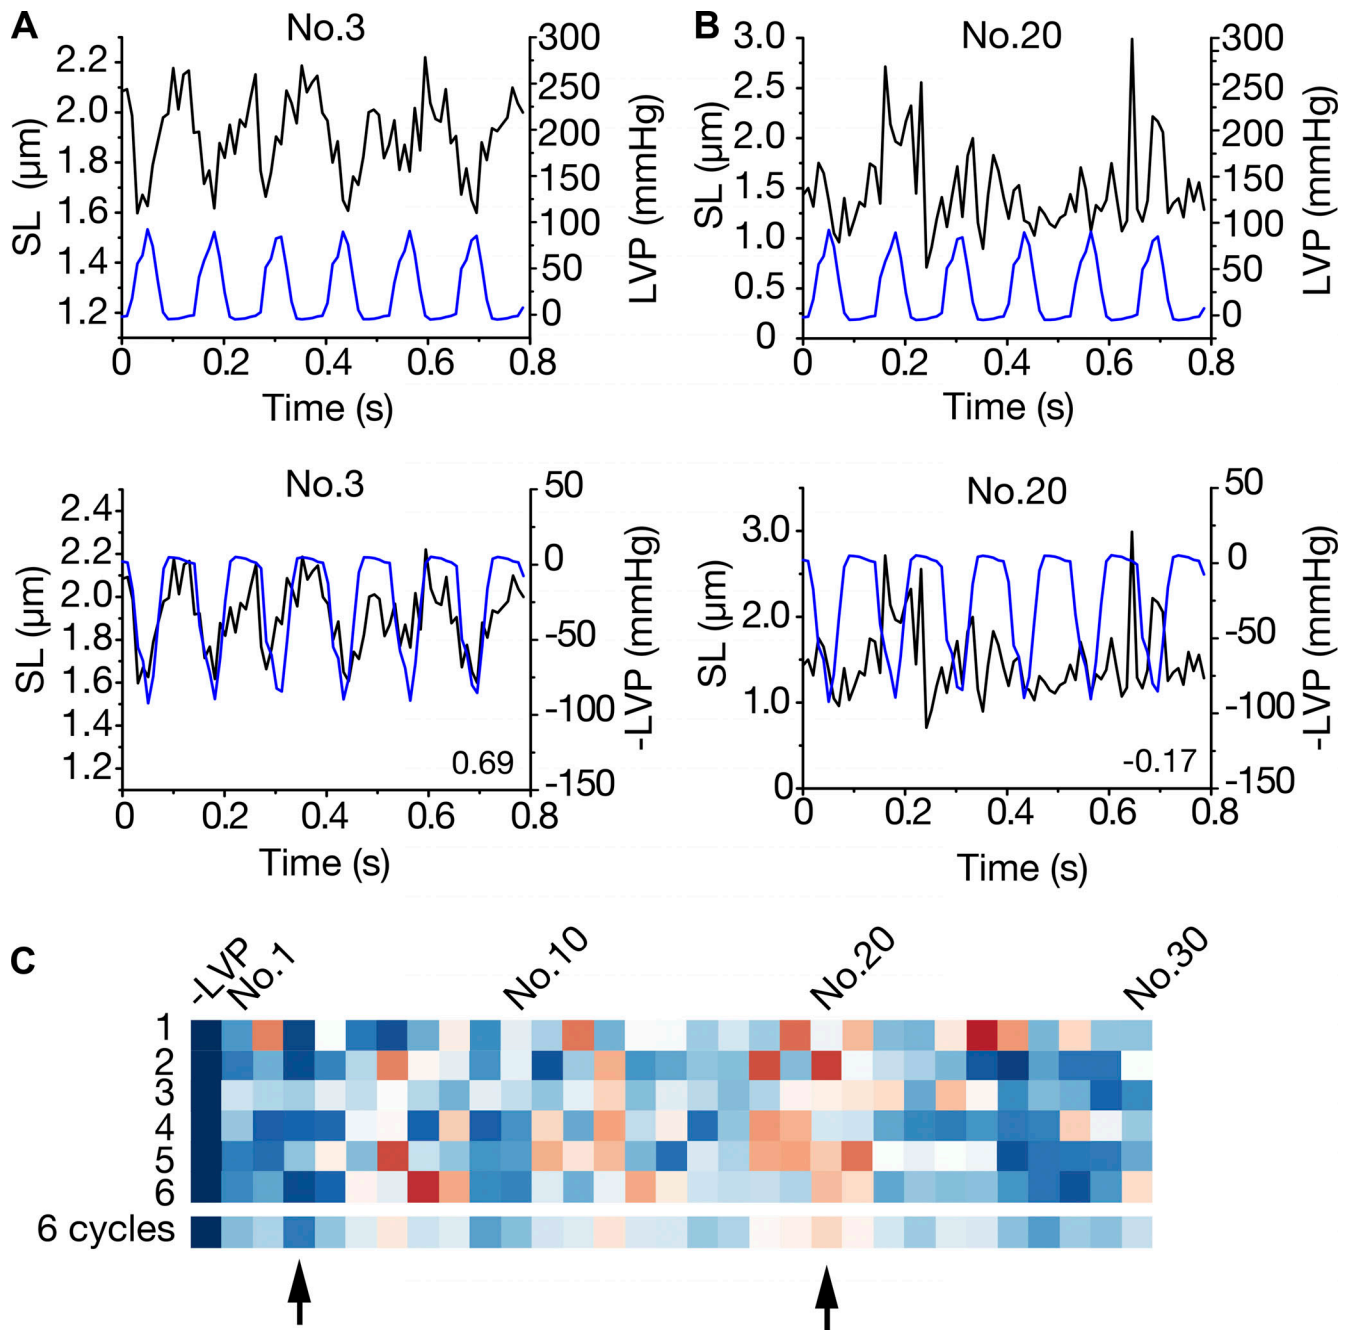 A
No.3
2.2
2.0
1.8
1.6
1.4
1.2
SL (µm)
300
250
200
150
100
50
0
LVP (mmHg)
0 0.2 0.4 0.6 0.8
Time (s)
B
No.20
3.0
2.5
2.0
1.5
1.0
0.5
0
SL (µm)
300
250
200
150
100
50
0
LVP (mmHg)
0 0.2 0.4 0.6 0.8
Time (s)
No.3
2.4
2.2
2.0
1.8
1.6
1.4
1.2
SL (µm)
50
0
-50
-100
-150
-LVP (mmHg)
0.69
0 0.2 0.4 0.6 0.8
Time (s)
No.20
3.0
2.0
1.0
0
SL (µm)
50
0
-50
-100
-150
-LVP (mmHg)
-0.17
0 0.2 0.4 0.6 0.8
Time (s)
C
-LVP
No.1
No.10
No.20
No.30
1
2
3
4
5
6
6 cycles